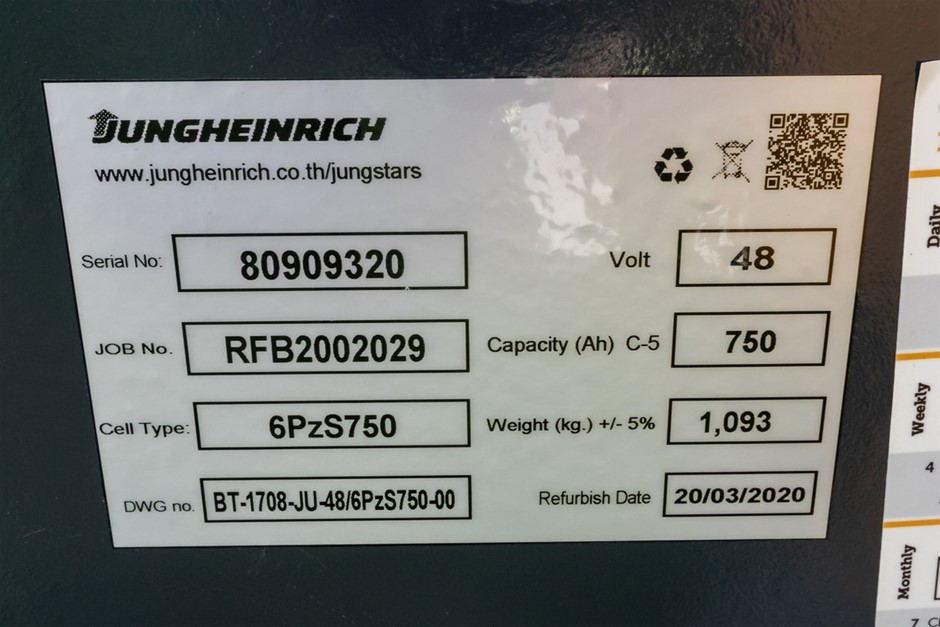 JUNGHEINRICH
www.jungheinrich.co.th/jungstars
Serial No: 80909320 Volt 48
JOB No. RFB2002029 Capacity (Ah) C-5 750
Cell Type: 6PzS750 Weight (kg.) +/- 5% 1,093
DWG no. BT-1708-JU-48/6PzS750-00 Refurbish Date 20/03/2020
Daily
Weekly
4
Monthly
7